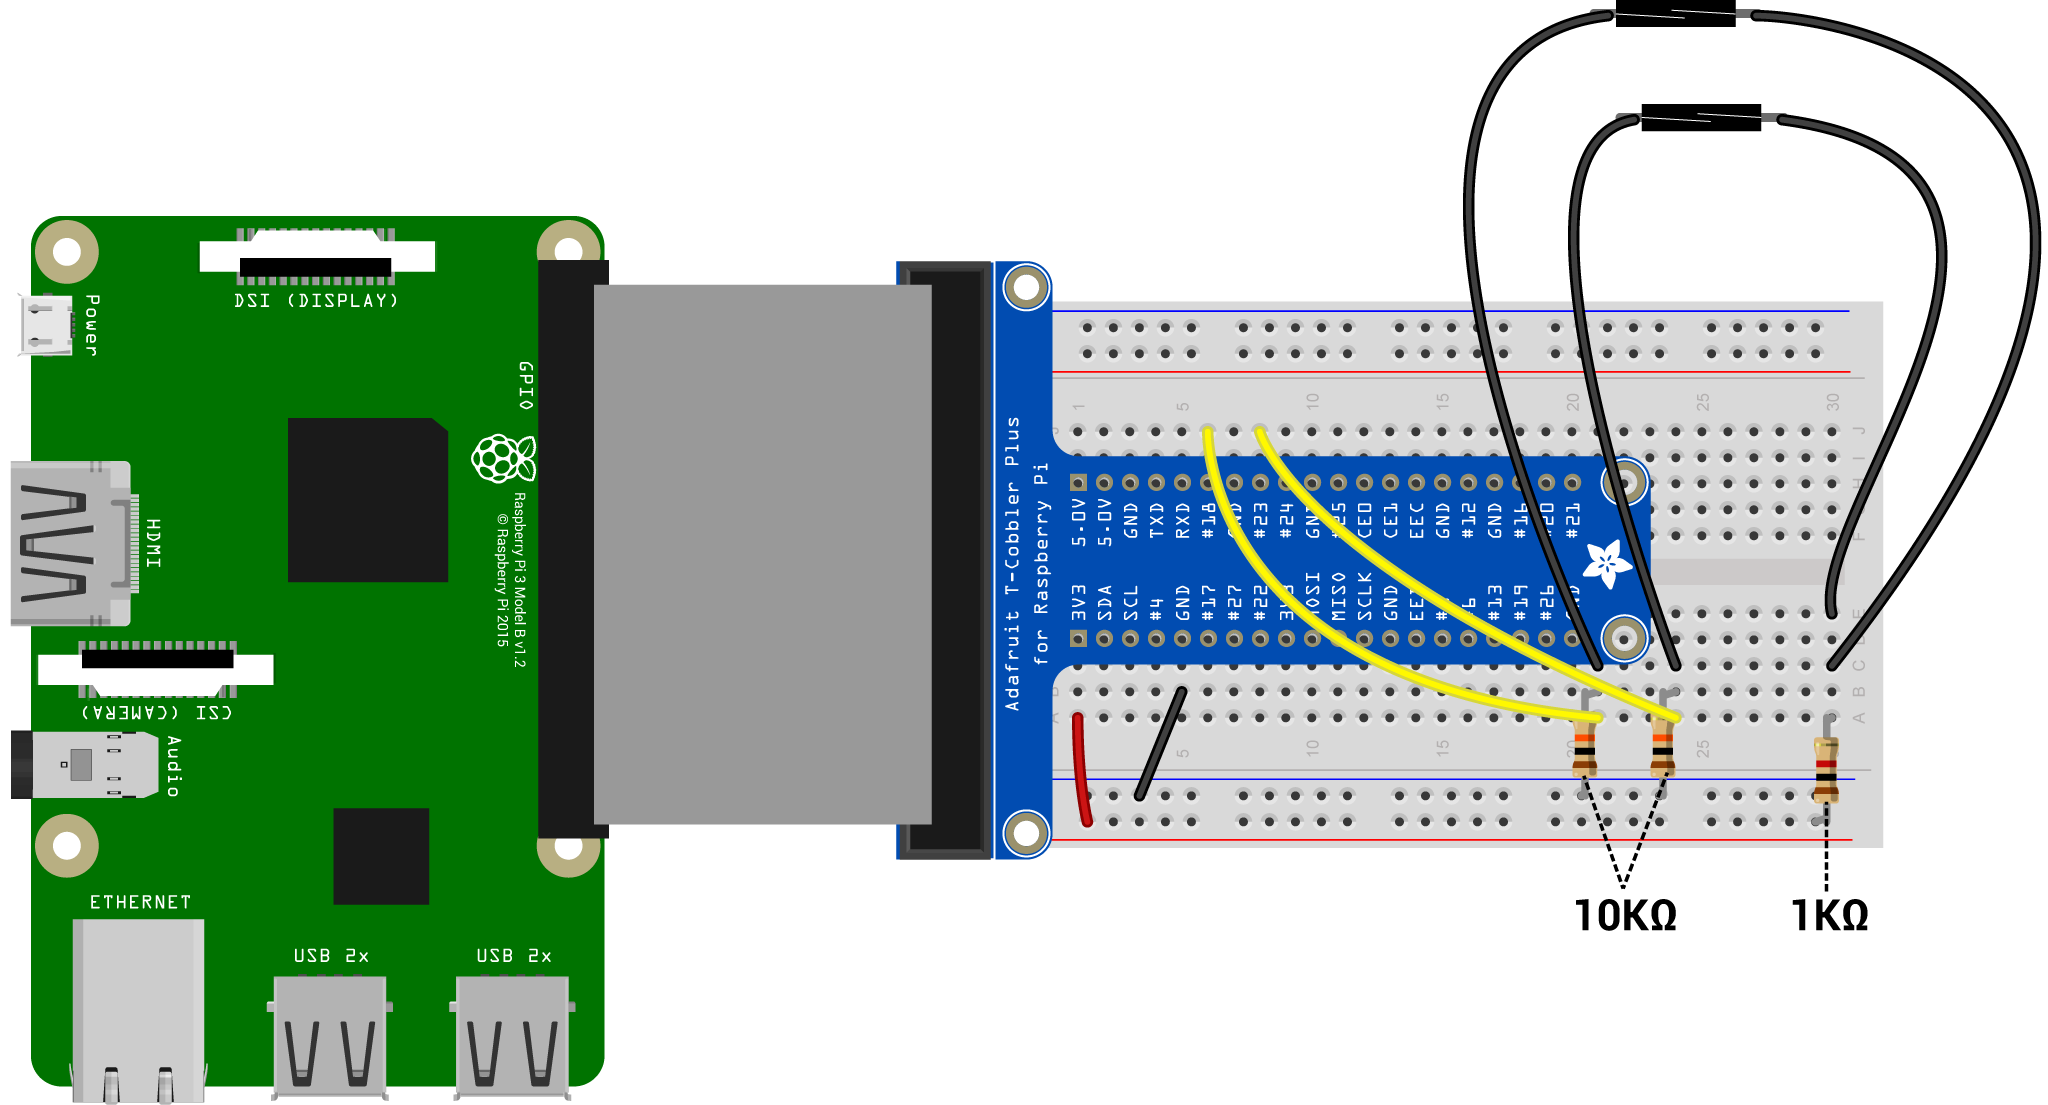 DSI (DISPLAY)
Power
HDMI
GPIO
Raspberry Pi 3 Model B v1.2
© Raspberry Pi 2015
CSI (CAMERA)
Audio
ETHERNET
USB 2x
USB 2x
Adafruit T-Cobbler Plus
for Raspberry Pi
1 5 10 15 20 25 30
J
I
H
F
5.0V 5.0V GND TXD RXD #18 GND #23 #24 GND #25 CE0 CE1 EEC GND #12 GND #16 #20 #21
3V3 SDA SCL #4 GND #17 #27 #22 3V3 MOSI MISO SCLK GND EED #6 #13 #19 #26 GND
E
D
C
B B
A A
5 10 15 20 25
10KΩ 1KΩ